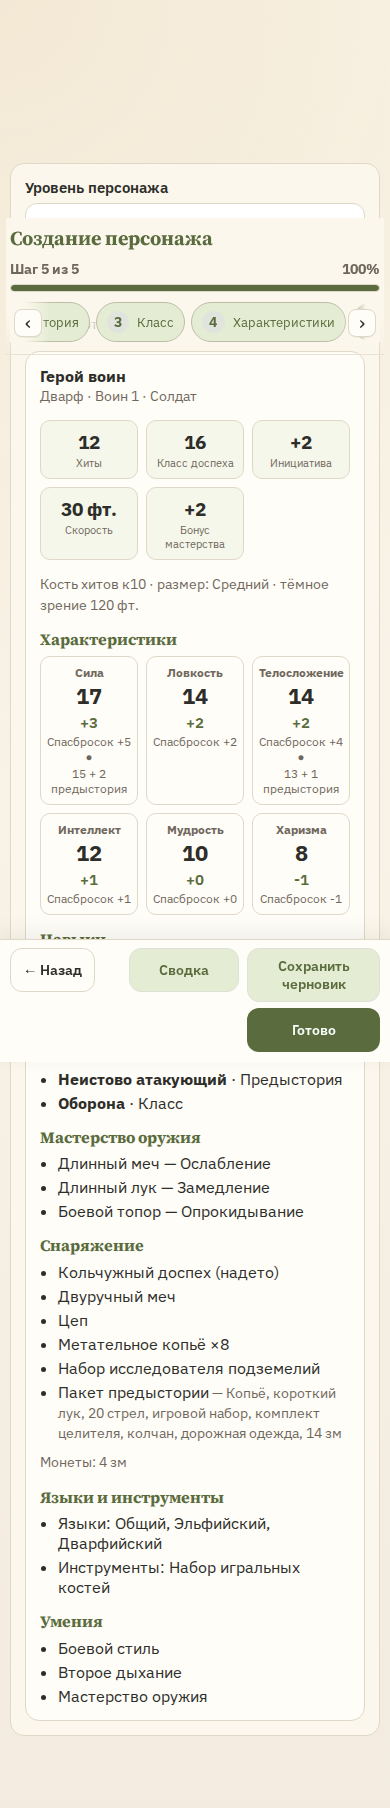 Уровень персонажа
Создание персонажа
Шаг 5 из 5
100%
‹
тория
3 Класс
4 Характеристики
›
Герой воин
Дварф · Воин 1 · Солдат
12
Хиты
16
Класс доспеха
+2
Инициатива
30 фт.
Скорость
+2
Бонус
мастерства
Кость хитов к10 · размер: Средний · тёмное
зрение 120 фт.
Характеристики
Сила
17
+3
Спасбросок +5
●
15 + 2
предыстория
Ловкость
14
+2
Спасбросок +2
Телосложение
14
+2
Спасбросок +4
●
13 + 1
предыстория
Интеллект
12
+1
Спасбросок +1
Мудрость
10
+0
Спасбросок +0
Харизма
8
-1
Спасбросок -1
← Назад
Сводка
Сохранить
черновик
Готово
• Неистово атакующий · Предыстория
• Оборона · Класс
Мастерство оружия
• Длинный меч — Ослабление
• Длинный лук — Замедление
• Боевой топор — Опрокидывание
Снаряжение
• Кольчужный доспех (надето)
• Двуручный меч
• Цеп
• Метательное копьё ×8
• Набор исследователя подземелий
• Пакет предыстории — Копьё, короткий
лук, 20 стрел, игровой набор, комплект
целителя, колчан, дорожная одежда, 14 зм
Монеты: 4 зм
Языки и инструменты
• Языки: Общий, Эльфийский,
Дварфийский
• Инструменты: Набор игральных
костей
Умения
• Боевой стиль
• Второе дыхание
• Мастерство оружия